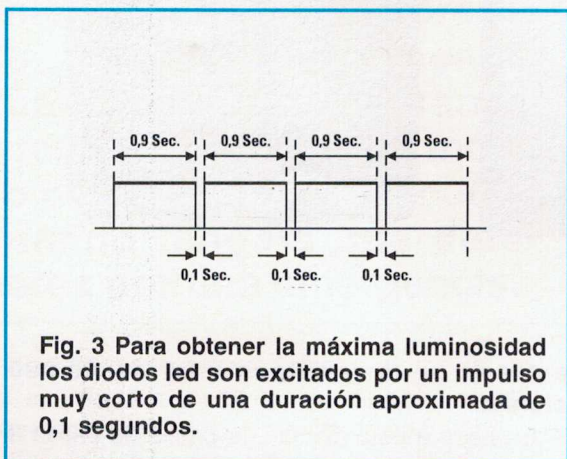 0,9 Sec. 0,9 Sec. 0,9 Sec. 0,9 Sec.
0,1 Sec. 0,1 Sec. 0,1 Sec.
Fig. 3 Para obtener la máxima luminosidad
los diodos led son excitados por un impulso
muy corto de una duración aproximada de
0,1 segundos.